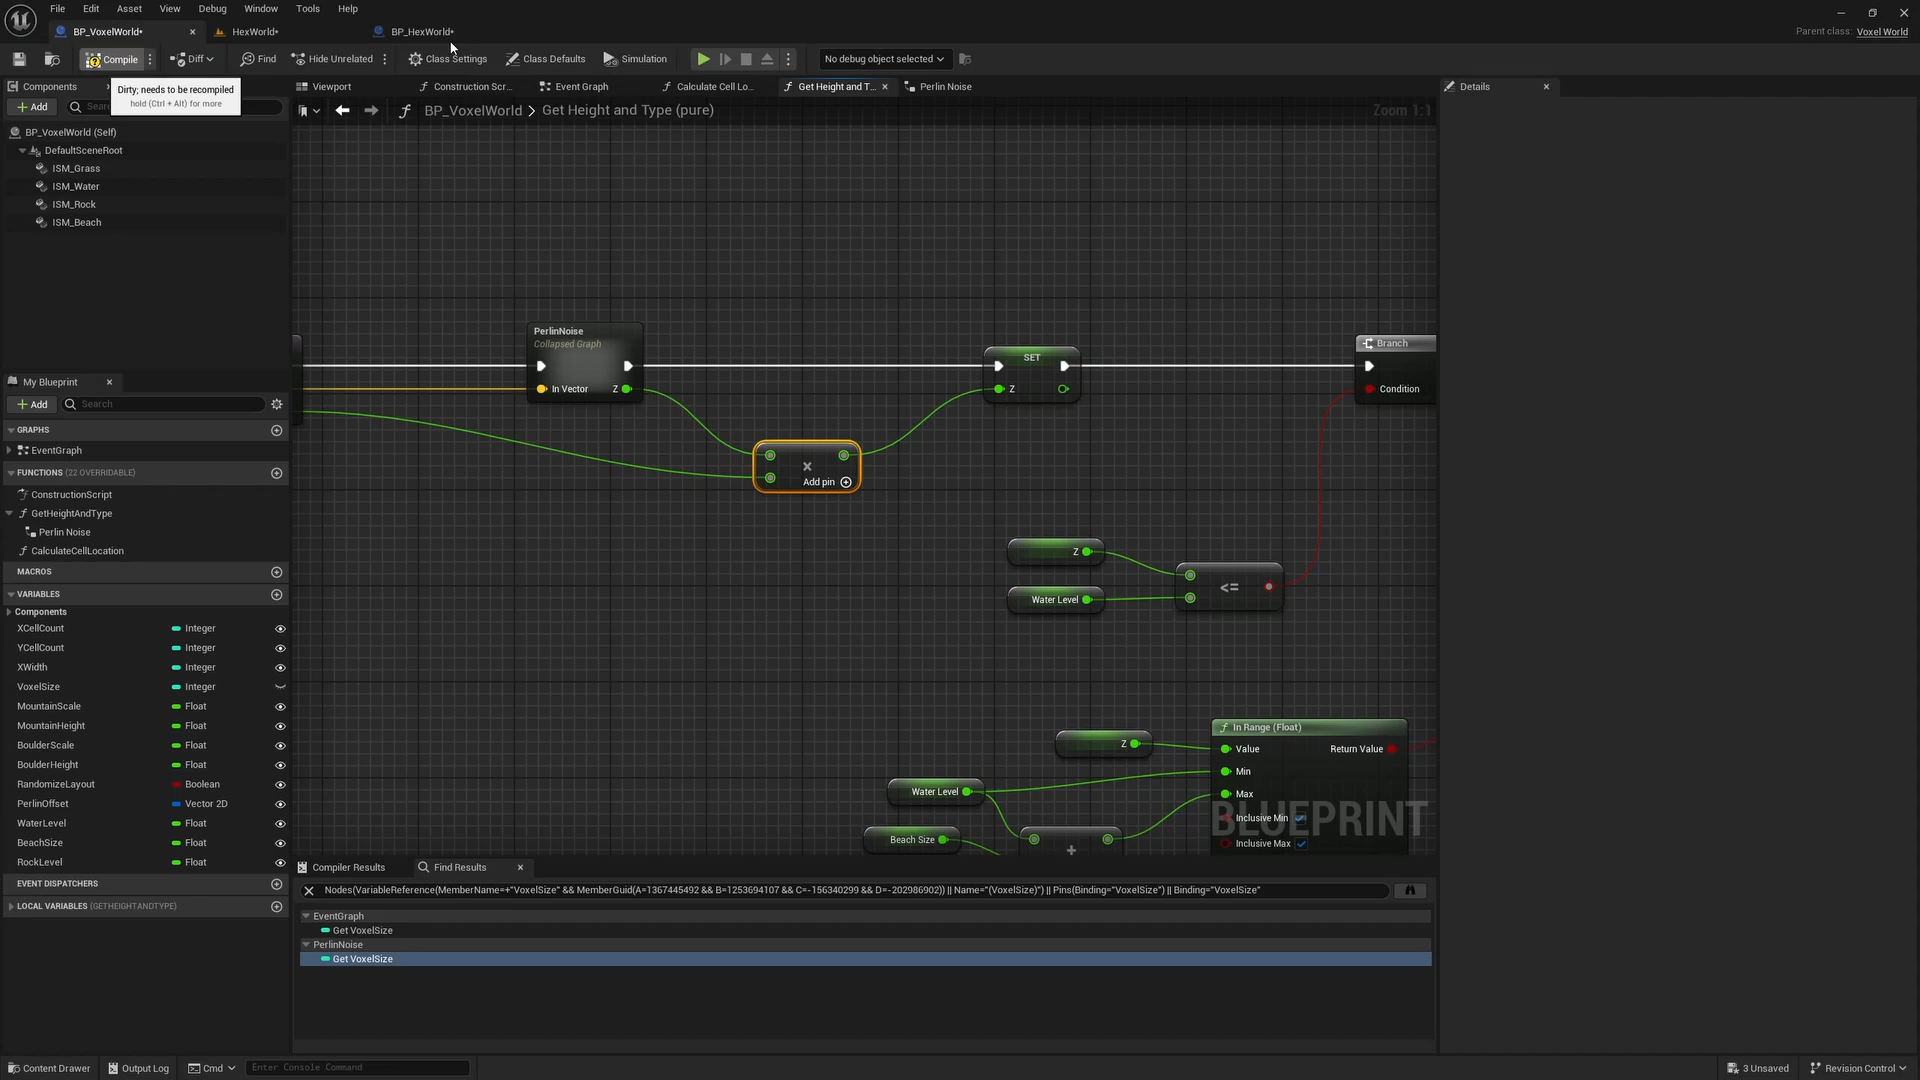 File Edit Asset View Debug Window Tools Help
BP_VoxelWorld* HexWorld* BP_HexWorld*
Parent class: Voxel World
Compile Diff Find Hide Unrelated Class Settings Class Defaults Simulation No debug object selected
Components
Dirty; needs to be recompiled
hold (Ctrl + Alt) for more
Viewport Construction Scr... Event Graph Calculate Cell Lo... Get Height and T... Perlin Noise
Details
Add Sear
BP_VoxelWorld > Get Height and Type (pure)
Zoom 1:1
BP_VoxelWorld (Self)
DefaultSceneRoot
ISM_Grass
ISM_Water
ISM_Rock
ISM_Beach
PerlinNoise
Collapsed Graph
In Vector Z
SET
Z
Branch
Condition
×
Add pin
Z
Water Level
<=
Z
In Range (Float)
Value Return Value
Min
Water Level
Max
Inclusive Min
BLUEPRINT
Beach Size
+
Inclusive Max
My Blueprint
Add Search
GRAPHS
EventGraph
FUNCTIONS (22 OVERRIDABLE)
ConstructionScript
GetHeightAndType
Perlin Noise
CalculateCellLocation
MACROS
VARIABLES
Components
XCellCount Integer
YCellCount Integer
XWidth Integer
VoxelSize Integer
MountainScale Float
MountainHeight Float
BoulderScale Float
BoulderHeight Float
RandomizeLayout Boolean
PerlinOffset Vector 2D
WaterLevel Float
BeachSize Float
RockLevel Float
EVENT DISPATCHERS
LOCAL VARIABLES (GETHEIGHTANDTYPE)
Compiler Results Find Results
Nodes(VariableReference(MemberName=+"VoxelSize" && MemberGuid(A=1367445492 && B=1253694107 && C=-156340299 && D=-202986902)) || Name="(VoxelSize)") || Pins(Binding="VoxelSize") || Binding="VoxelSize"
EventGraph
Get VoxelSize
PerlinNoise
Get VoxelSize
Content Drawer Output Log Cmd Enter Console Command
3 Unsaved Revision Control